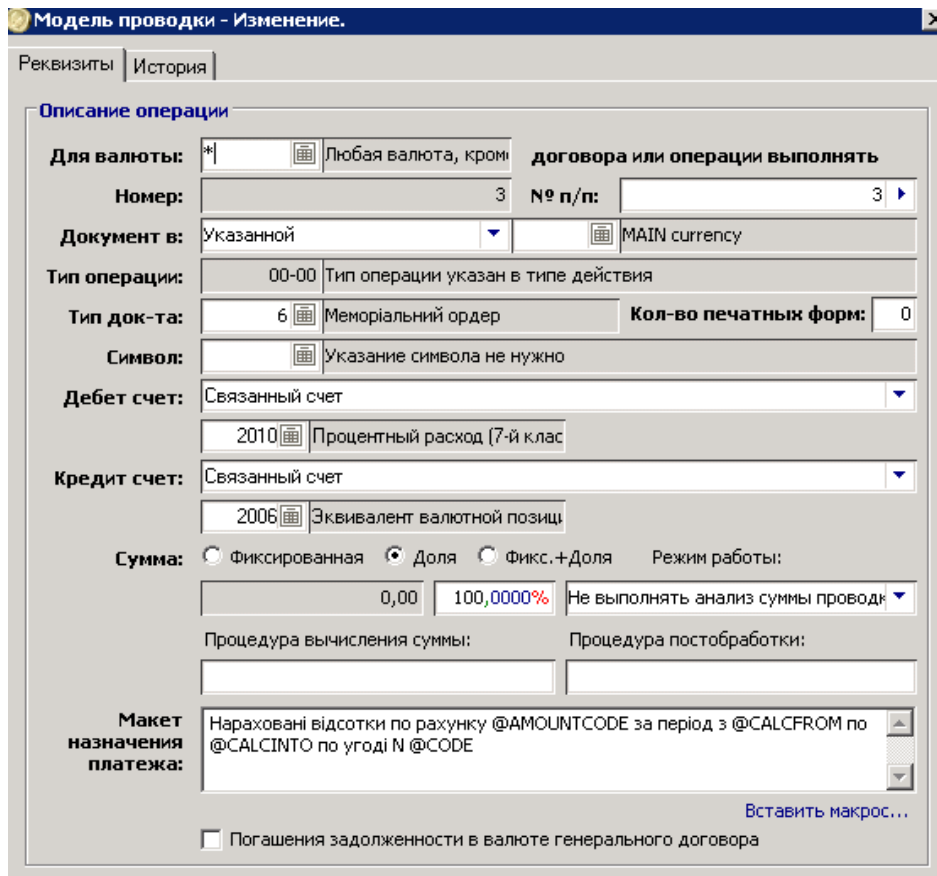 Модель проводки - Изменение.
Реквизиты История
Описание операции
Для валюты: * Любая валюта, кром договора или операции выполнять
Номер: 3 № п/п: 3
Документ в: Указанной MAIN currency
Тип операции: 00-00 Тип операции указан в типе действия
Тип док-та: 6 Меморіальний ордер Кол-во печатных форм: 0
Символ: Указание символа не нужно
Дебет счет: Связанный счет
2010 Процентный расход (7-й клас
Кредит счет: Связанный счет
2006 Эквивалент валютной позици
Сумма: Фиксированная Доля Фикс.+Доля Режим работы:
0,00 100,0000% Не выполнять анализ суммы проводк
Процедура вычисления суммы: Процедура постобработки:
Макет назначения платежа:
Нараховані відсотки по рахунку @AMOUNTCODE за період з @CALCFROM по
@CALCINTO по угоді N @CODE
Вставить макрос...
Погашения задолженности в валюте генерального договора